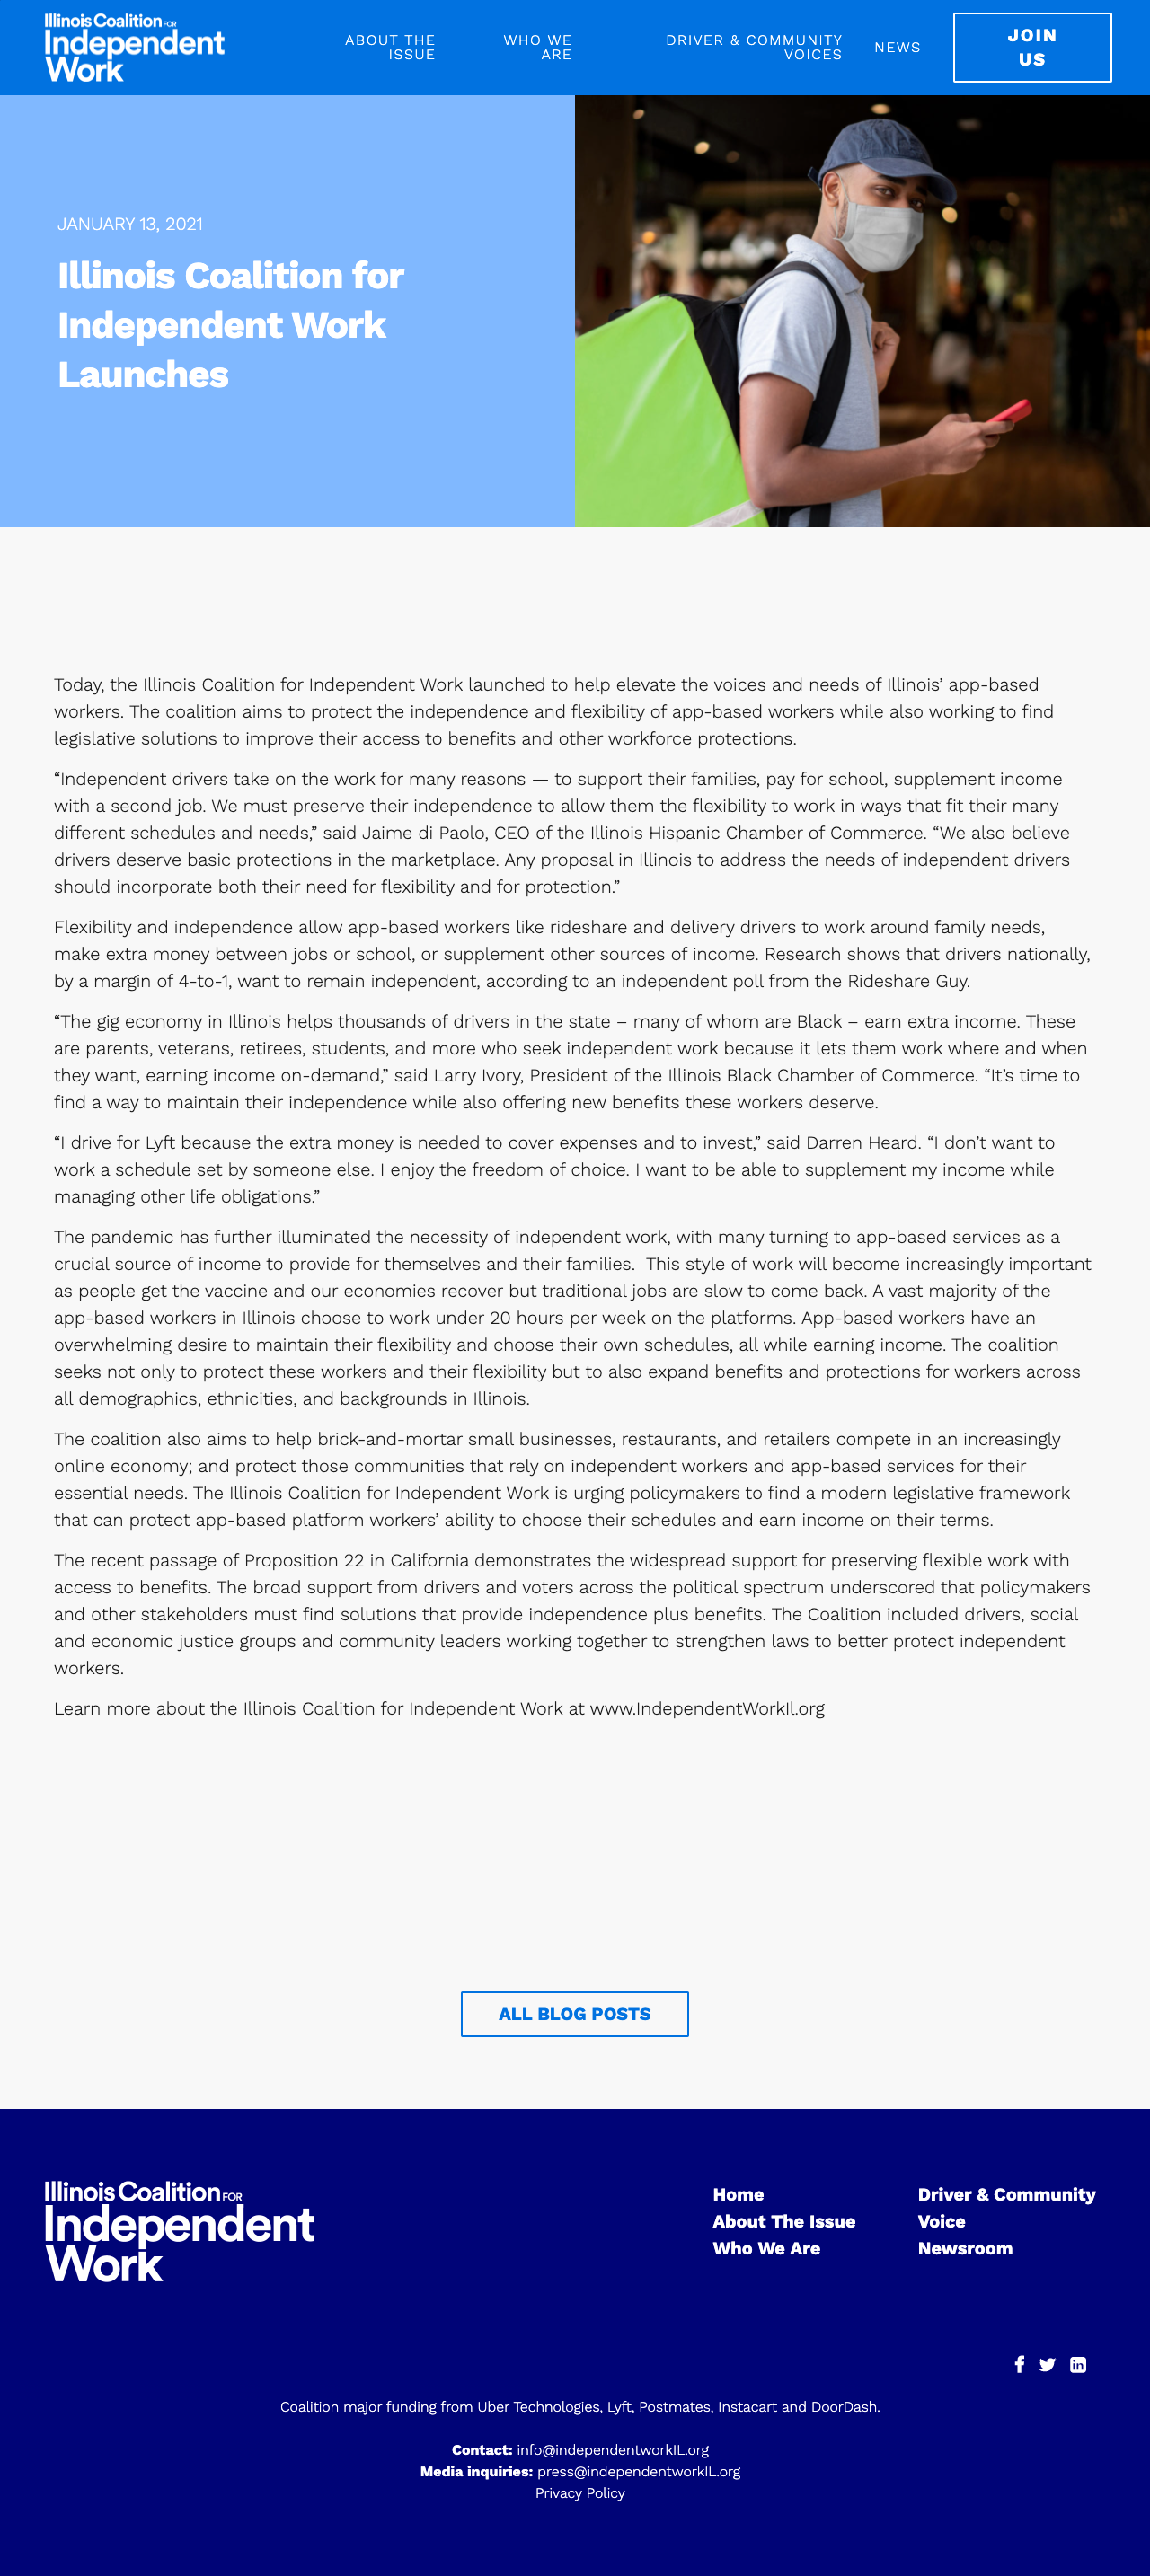 Illinois Coalition FOR
Independent
Work
ABOUT THE
ISSUE
WHO WE
ARE
DRIVER & COMMUNITY
VOICES
NEWS
JOIN
US
JANUARY 13, 2021
Illinois Coalition for
Independent Work
Launches
Today, the Illinois Coalition for Independent Work launched to help elevate the voices and needs of Illinois’ app-based
workers. The coalition aims to protect the independence and flexibility of app-based workers while also working to find
legislative solutions to improve their access to benefits and other workforce protections.
“Independent drivers take on the work for many reasons — to support their families, pay for school, supplement income
with a second job. We must preserve their independence to allow them the flexibility to work in ways that fit their many
different schedules and needs,” said Jaime di Paolo, CEO of the Illinois Hispanic Chamber of Commerce. “We also believe
drivers deserve basic protections in the marketplace. Any proposal in Illinois to address the needs of independent drivers
should incorporate both their need for flexibility and for protection.”
Flexibility and independence allow app-based workers like rideshare and delivery drivers to work around family needs,
make extra money between jobs or school, or supplement other sources of income. Research shows that drivers nationally,
by a margin of 4-to-1, want to remain independent, according to an independent poll from the Rideshare Guy.
“The gig economy in Illinois helps thousands of drivers in the state – many of whom are Black – earn extra income. These
are parents, veterans, retirees, students, and more who seek independent work because it lets them work where and when
they want, earning income on-demand,” said Larry Ivory, President of the Illinois Black Chamber of Commerce. “It’s time to
find a way to maintain their independence while also offering new benefits these workers deserve.
“I drive for Lyft because the extra money is needed to cover expenses and to invest,” said Darren Heard. “I don’t want to
work a schedule set by someone else. I enjoy the freedom of choice. I want to be able to supplement my income while
managing other life obligations.”
The pandemic has further illuminated the necessity of independent work, with many turning to app-based services as a
crucial source of income to provide for themselves and their families.  This style of work will become increasingly important
as people get the vaccine and our economies recover but traditional jobs are slow to come back. A vast majority of the
app-based workers in Illinois choose to work under 20 hours per week on the platforms. App-based workers have an
overwhelming desire to maintain their flexibility and choose their own schedules, all while earning income. The coalition
seeks not only to protect these workers and their flexibility but to also expand benefits and protections for workers across
all demographics, ethnicities, and backgrounds in Illinois.
The coalition also aims to help brick-and-mortar small businesses, restaurants, and retailers compete in an increasingly
online economy; and protect those communities that rely on independent workers and app-based services for their
essential needs. The Illinois Coalition for Independent Work is urging policymakers to find a modern legislative framework
that can protect app-based platform workers’ ability to choose their schedules and earn income on their terms.
The recent passage of Proposition 22 in California demonstrates the widespread support for preserving flexible work with
access to benefits. The broad support from drivers and voters across the political spectrum underscored that policymakers
and other stakeholders must find solutions that provide independence plus benefits. The Coalition included drivers, social
and economic justice groups and community leaders working together to strengthen laws to better protect independent
workers.
Learn more about the Illinois Coalition for Independent Work at www.IndependentWorkIl.org
ALL BLOG POSTS
Illinois Coalition FOR
Independent
Work
Home
About The Issue
Who We Are
Driver & Community
Voice
Newsroom
Coalition major funding from Uber Technologies, Lyft, Postmates, Instacart and DoorDash.
Contact: info@independentworkIL.org
Media inquiries: press@independentworkIL.org
Privacy Policy